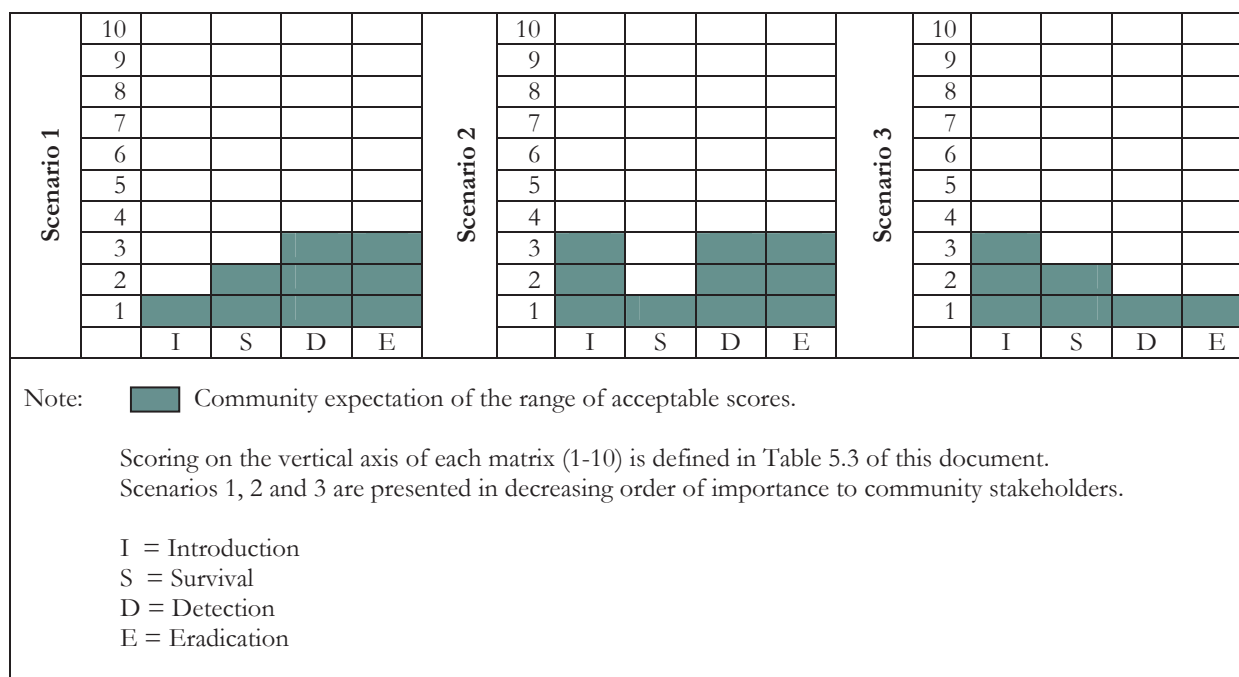 10 10 10
9 9 9
8 8 8
7 7 7
6 6 6
5 5 5
4 4 4
3 3 3
2 2 2
1 1 1
Scenario 1
Scenario 2
Scenario 3
I S D E I S D E I S D E
Note: Community expectation of the range of acceptable scores.
Scoring on the vertical axis of each matrix (1-10) is defined in Table 5.3 of this document.
Scenarios 1, 2 and 3 are presented in decreasing order of importance to community stakeholders.
I = Introduction
S = Survival
D = Detection
E = Eradication